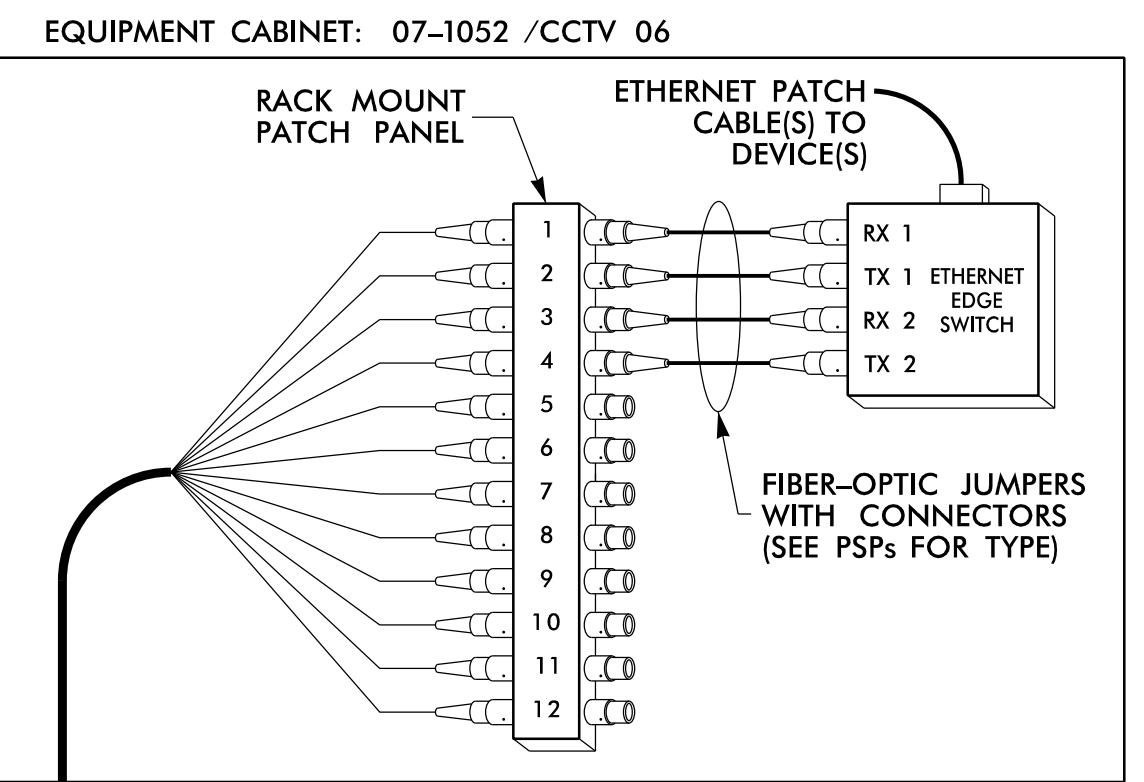 EQUIPMENT CABINET: 07–1052 /CCTV 06
RACK MOUNT
PATCH PANEL
ETHERNET PATCH
CABLE(S) TO
DEVICE(S)
1
2
3
4
5
6
7
8
9
10
11
12
RX 1
TX 1
RX 2
TX 2
ETHERNET
EDGE
SWITCH
FIBER–OPTIC JUMPERS
WITH CONNECTORS
(SEE PSPs FOR TYPE)